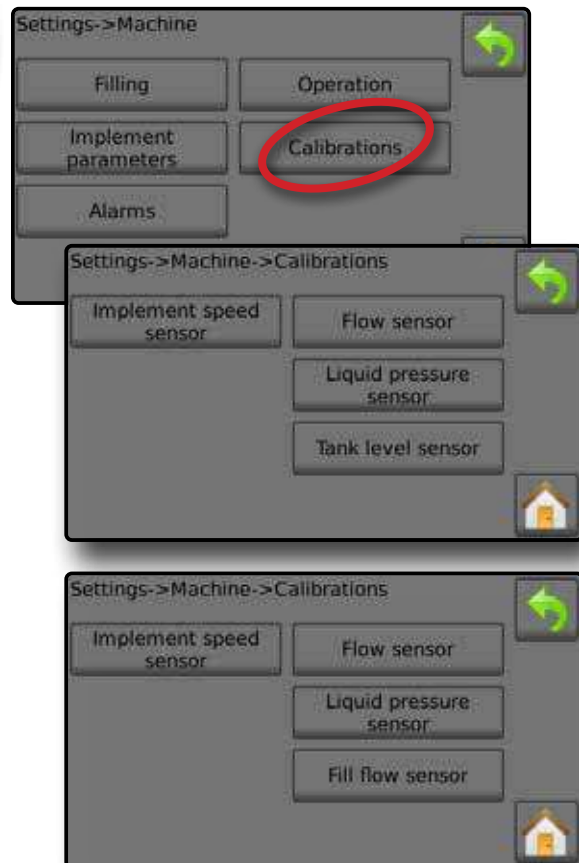 Settings->Machine
Filling
Operation
Implement
parameters
Calibrations
Alarms
Settings->Machine->Calibrations
Implement speed
sensor
Flow sensor
Liquid pressure
sensor
Tank level sensor
Settings->Machine->Calibrations
Implement speed
sensor
Flow sensor
Liquid pressure
sensor
Fill flow sensor